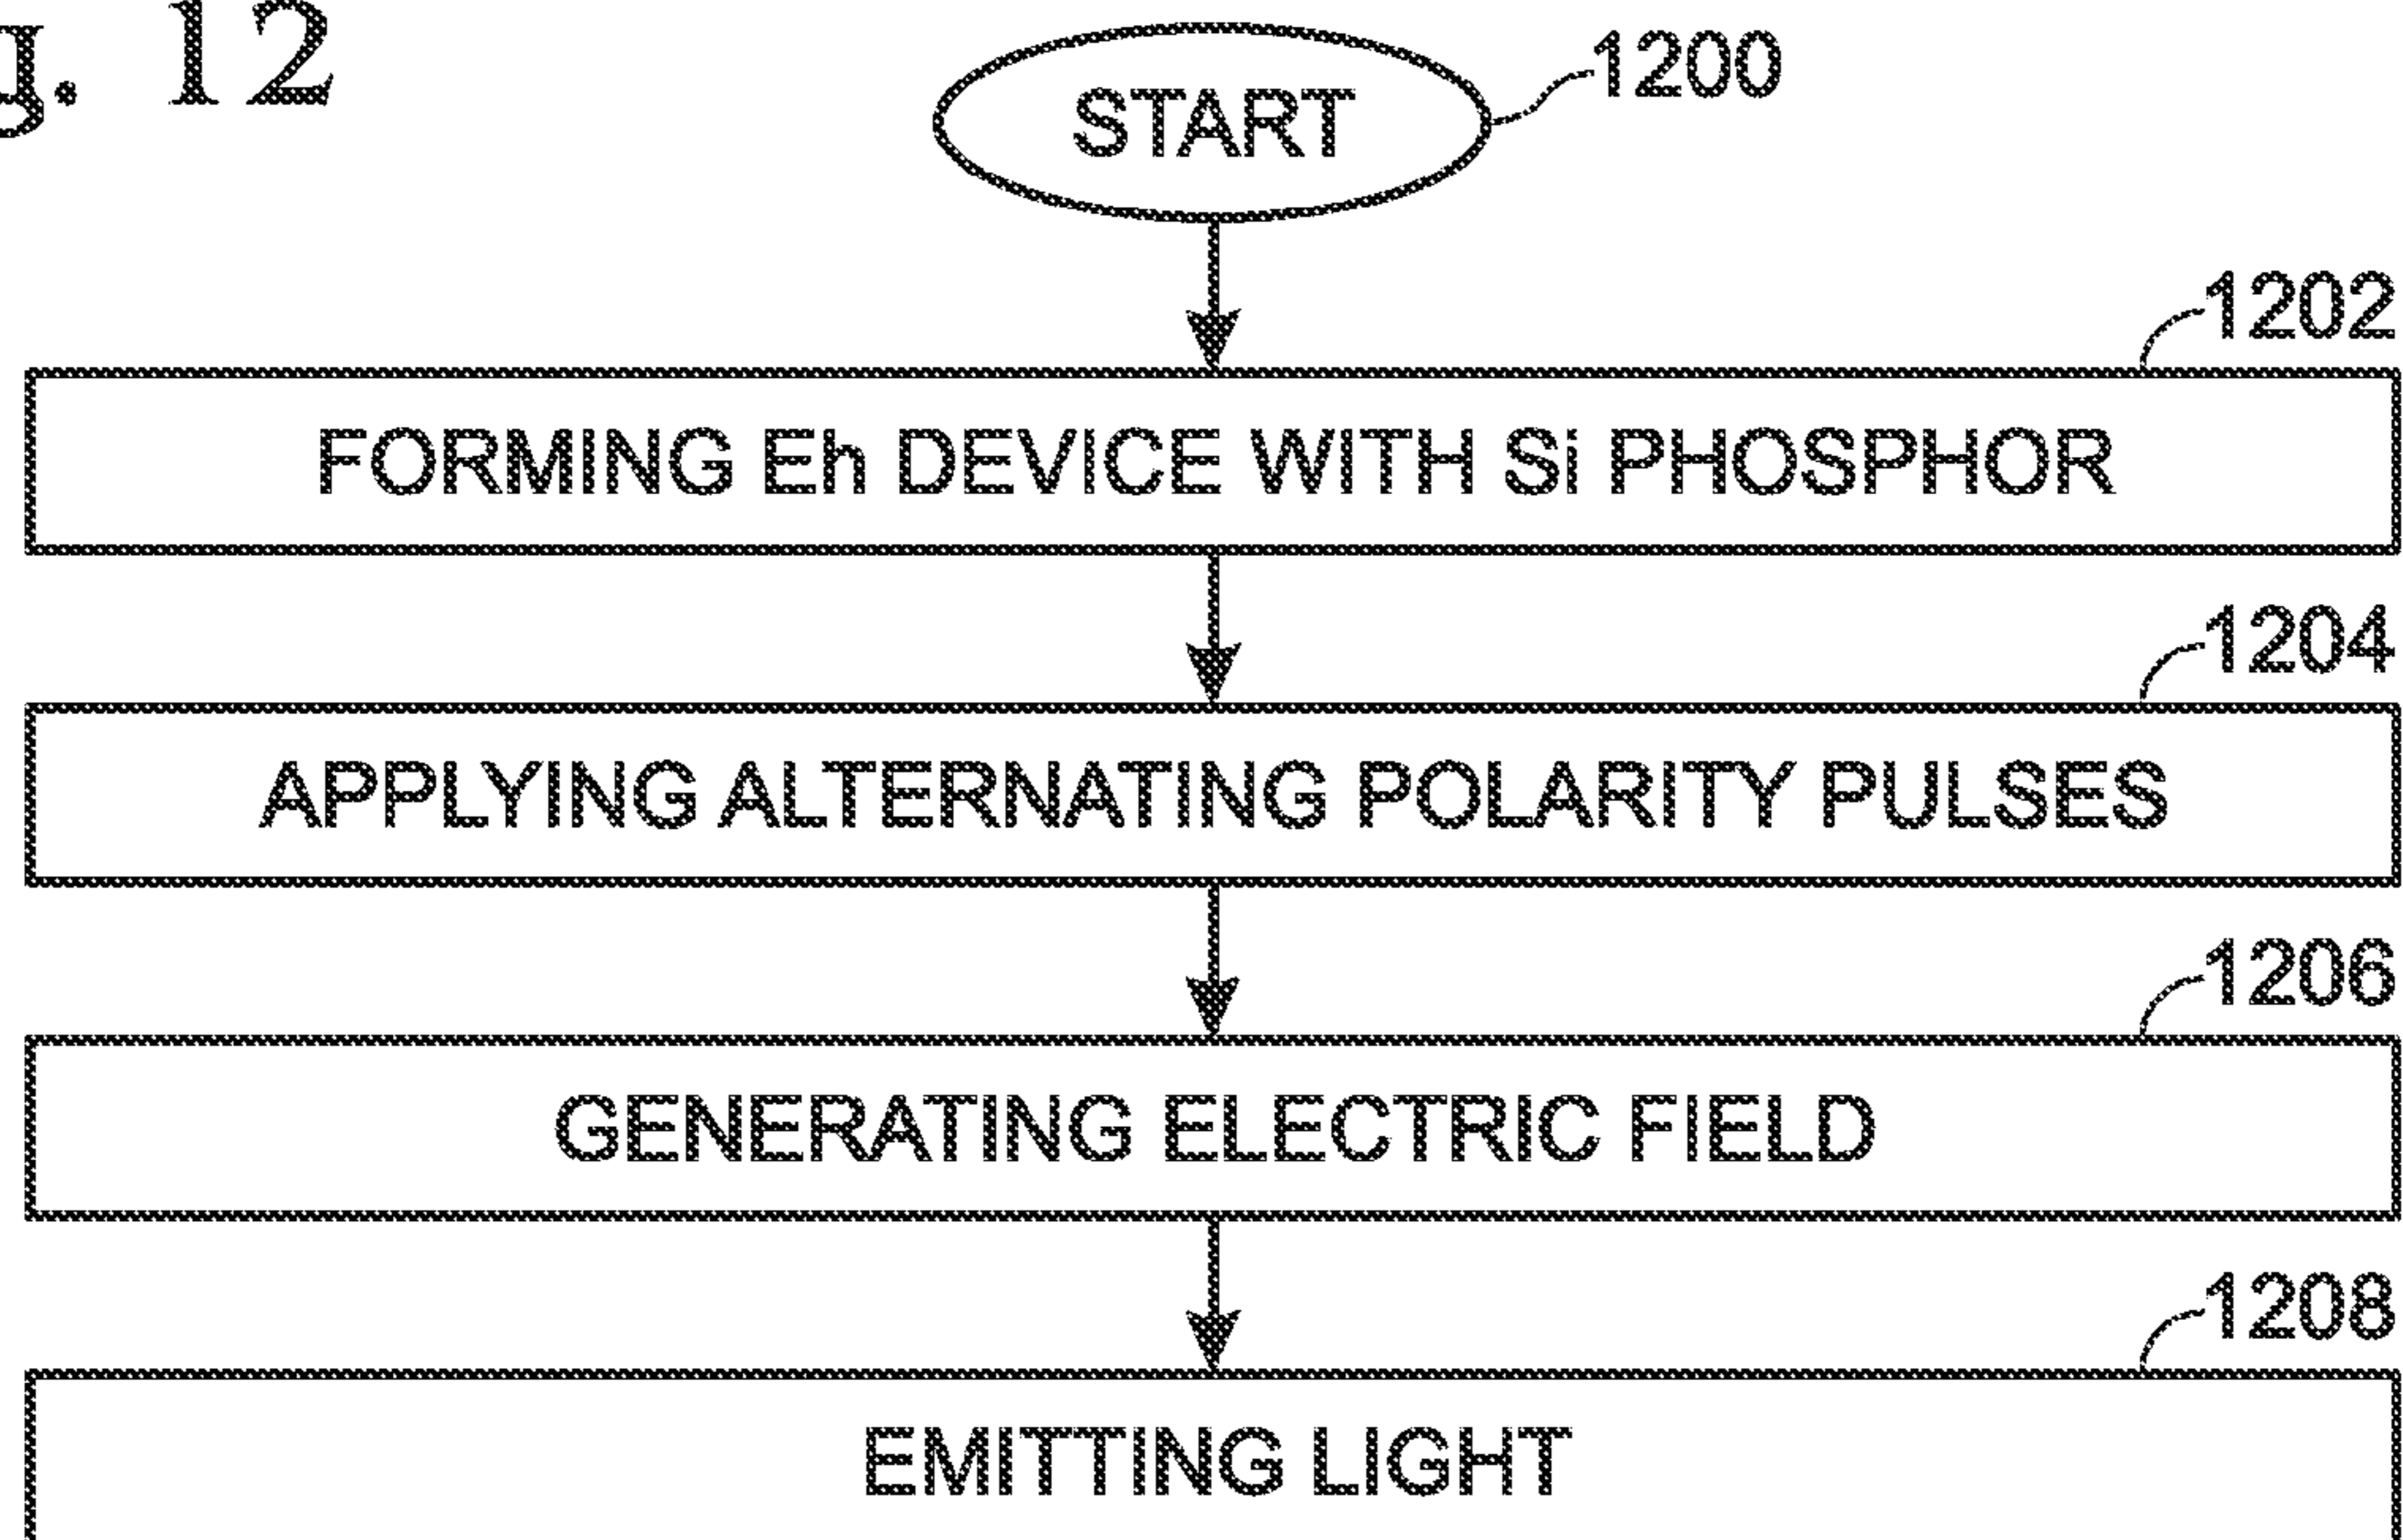 g. 12
START
1200
1202
FORMING Eh DEVICE WITH Si PHOSPHOR
1204
APPLYING ALTERNATING POLARITY PULSES
1206
GENERATING ELECTRIC FIELD
1208
EMITTING LIGHT